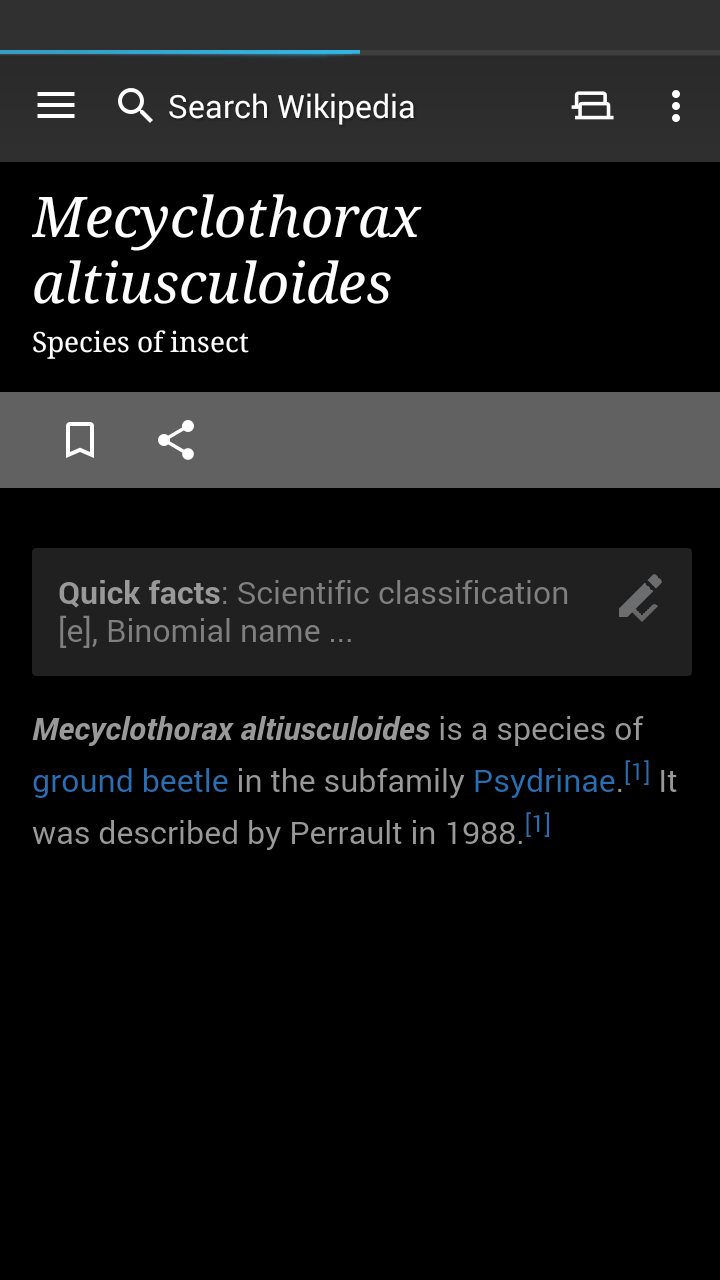 Search Wikipedia
Mecyclothorax
altiusculoides
Species of insect
Quick facts: Scientific classification
[e], Binomial name ...
Mecyclothorax altiusculoides is a species of
ground beetle in the subfamily Psydrinae.[1] It
was described by Perrault in 1988.[1]